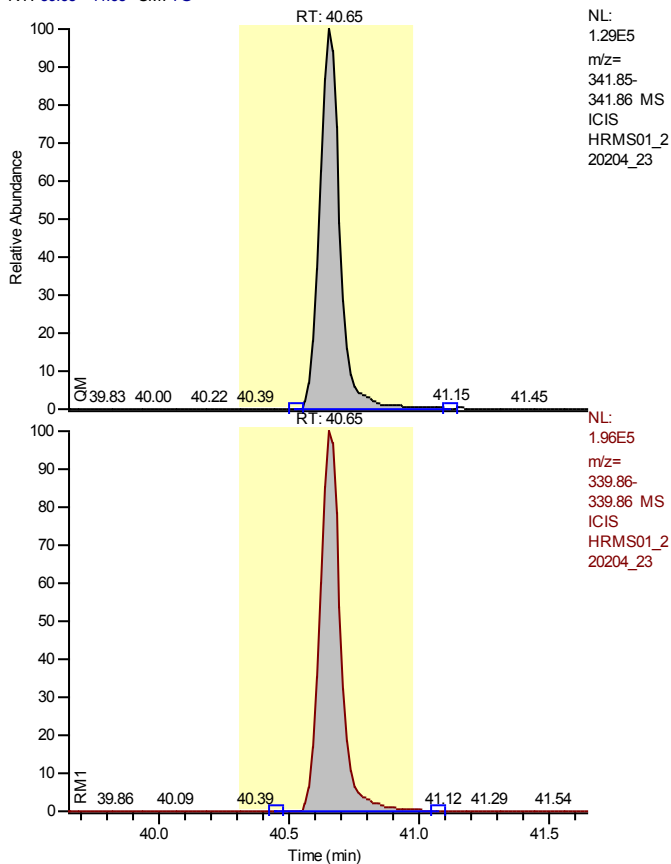 RT: 40.65
NL:
1.29E5
m/z=
341.85-
341.86 MS
ICIS
HRMS01_2
20204_23
100
90
80
70
60
50
40
30
20
10
0
Relative Abundance
QM
39.83 40.00 40.22 40.39 41.15 41.45
RT: 40.65
NL:
1.96E5
m/z=
339.86-
339.86 MS
ICIS
HRMS01_2
20204_23
100
90
80
70
60
50
40
30
20
10
0
RM1
39.86 40.09 40.39 41.12 41.29 41.54
40.0 40.5 41.0 41.5
Time (min)